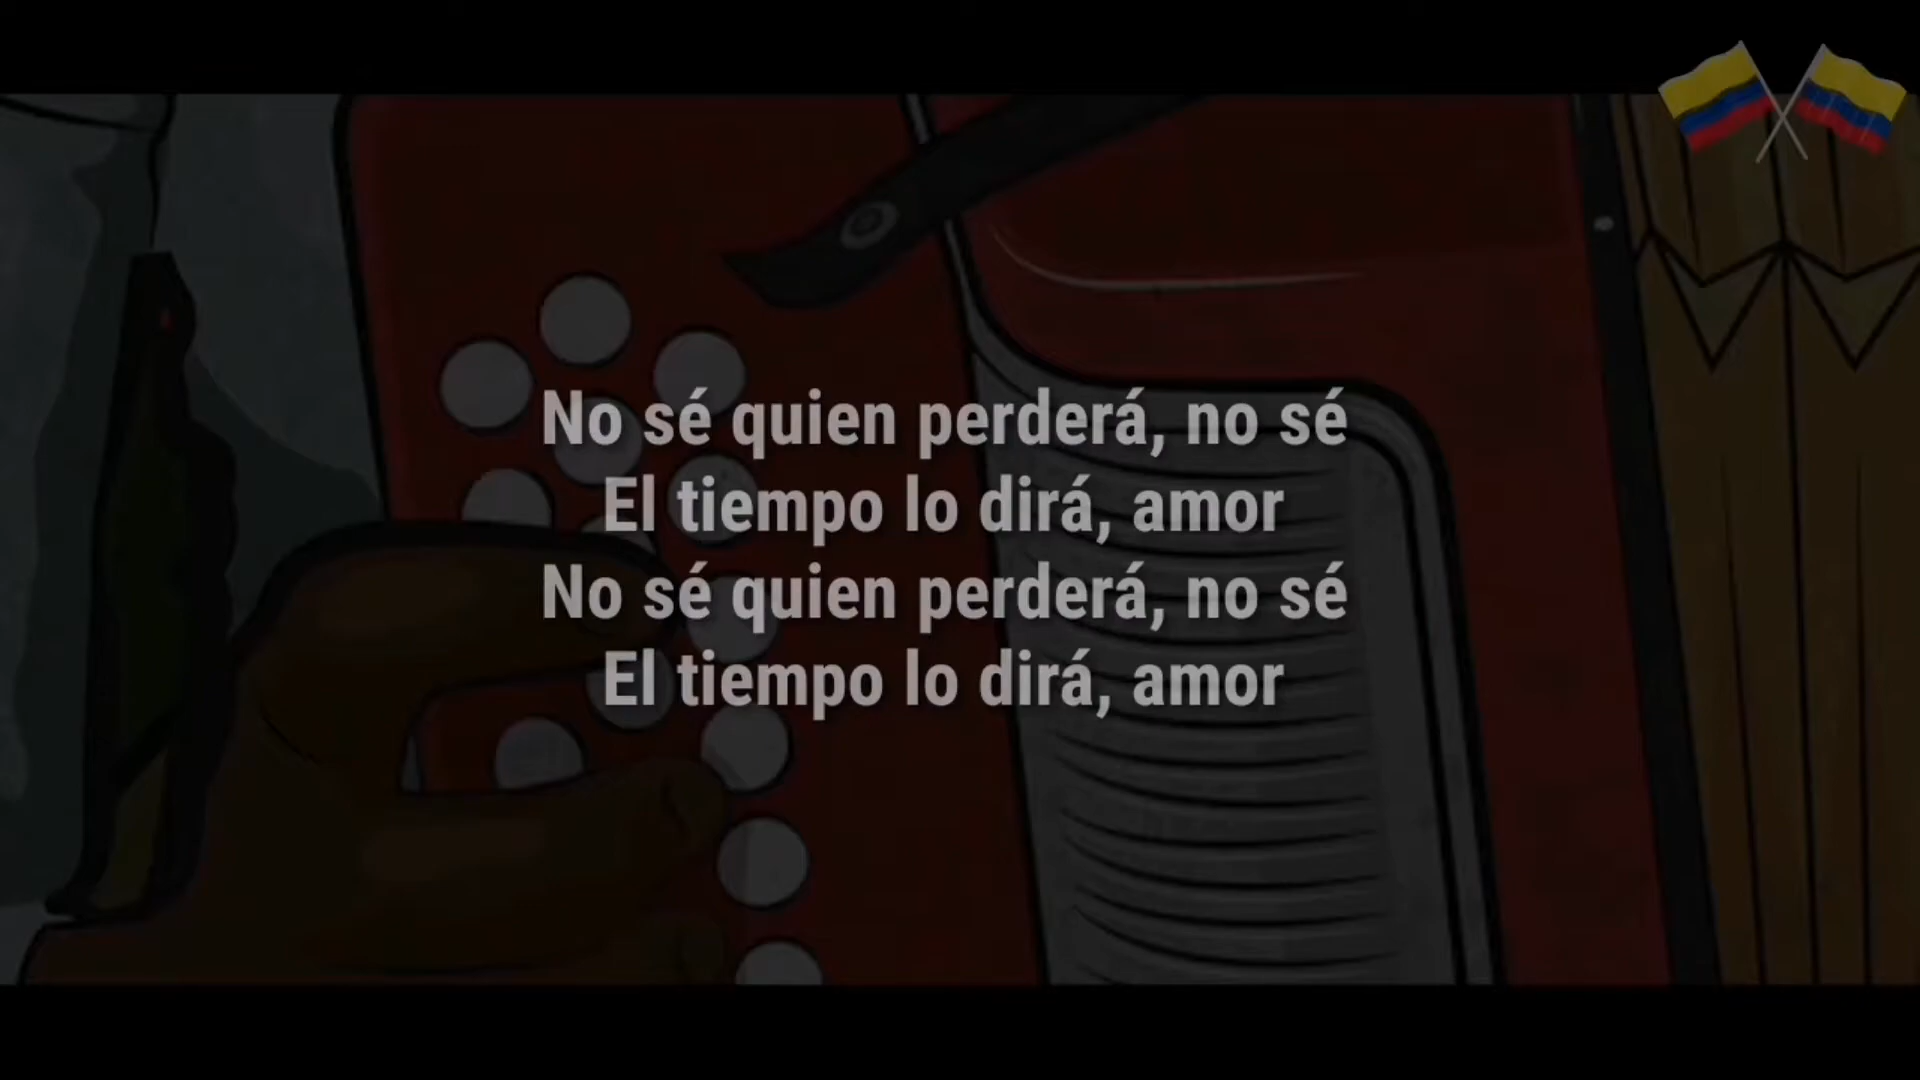 No sé quien perderá, no sé
El tiempo lo dirá, amor
No sé quien perderá, no sé
El tiempo lo dirá, amor